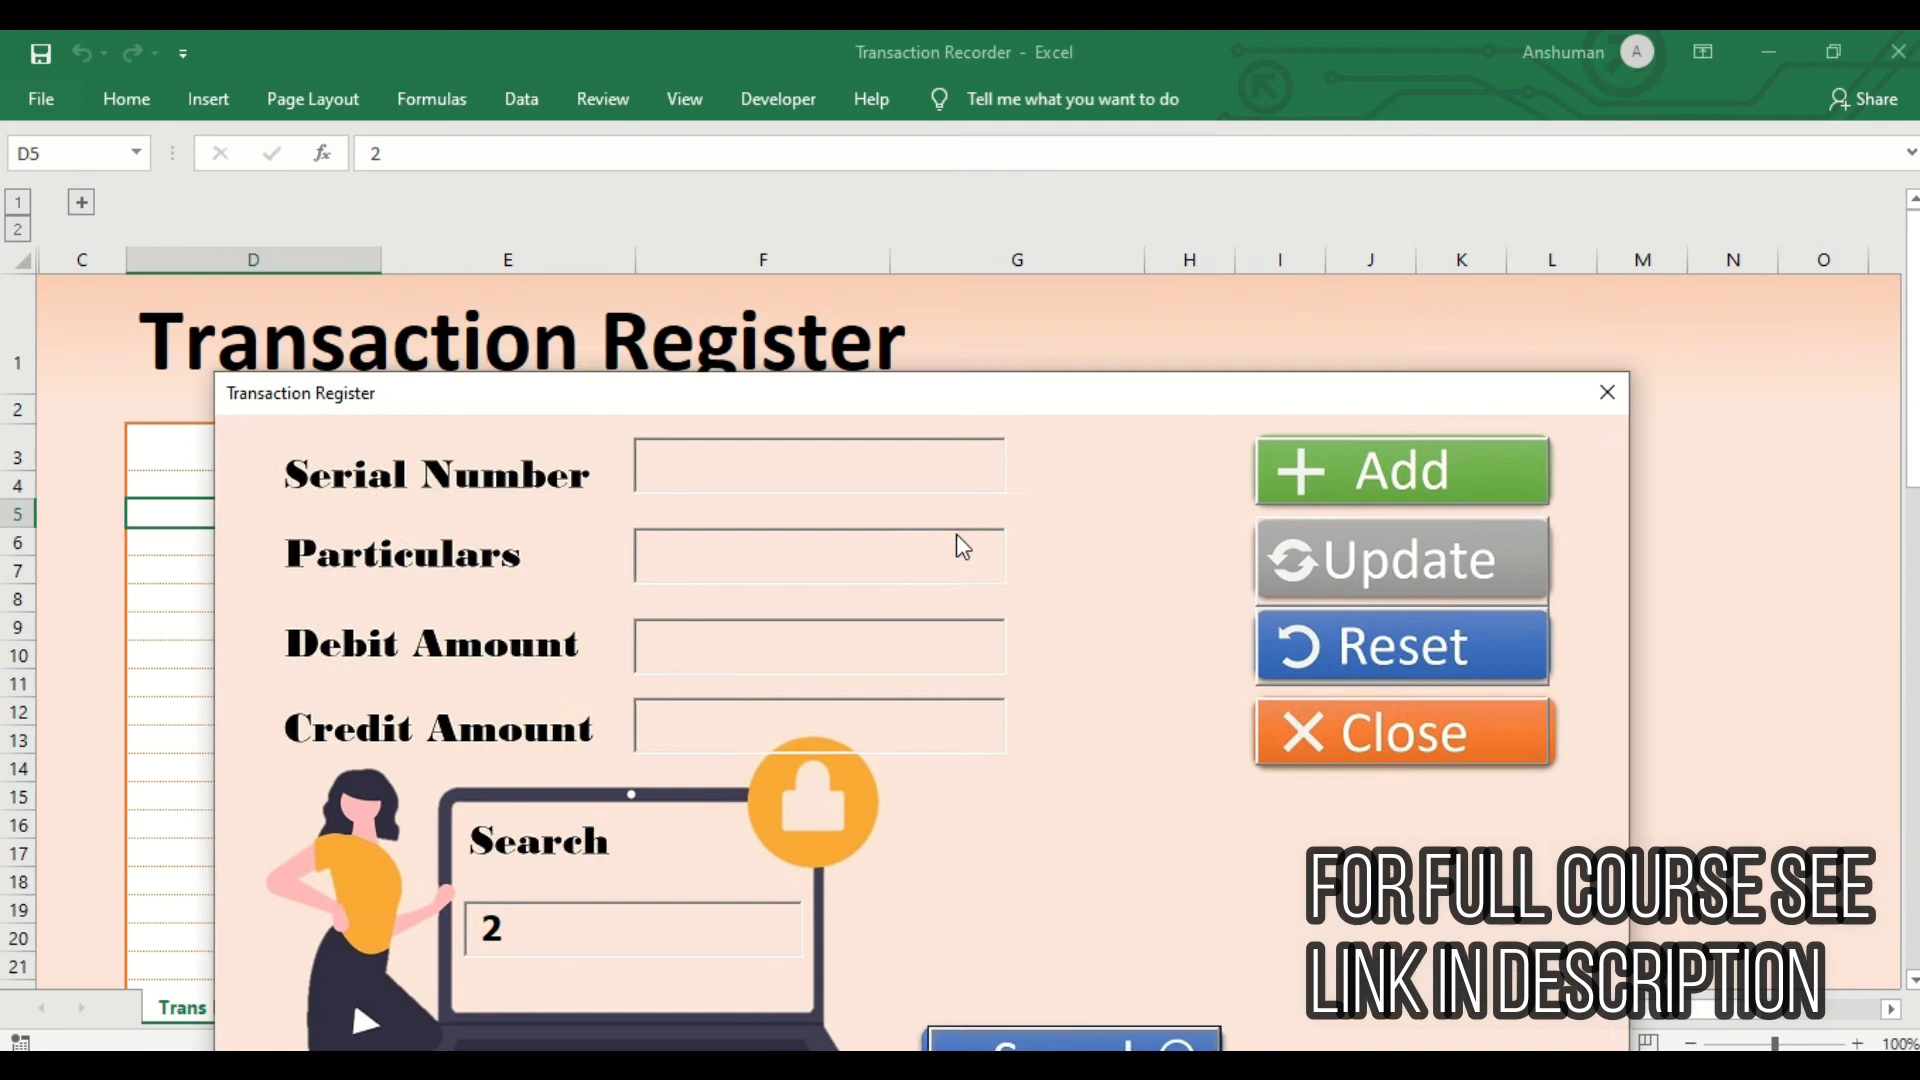 Transaction Recorder - Excel
Anshuman A
File Home Insert Page Layout Formulas Data Review View Developer Help Tell me what you want to do Share
D5 fx 2
1
2
C D E F G H I J K L M N O
Transaction Register
1
2
3
4
5
6
7
8
9
10
11
12
13
14
15
16
17
18
19
20
21
Transaction Register
Serial Number
Particulars
Debit Amount
Credit Amount
Add
Update
Reset
Close
Search
2
FOR FULL COURSE SEE
LINK IN DESCRIPTION
Trans
100%